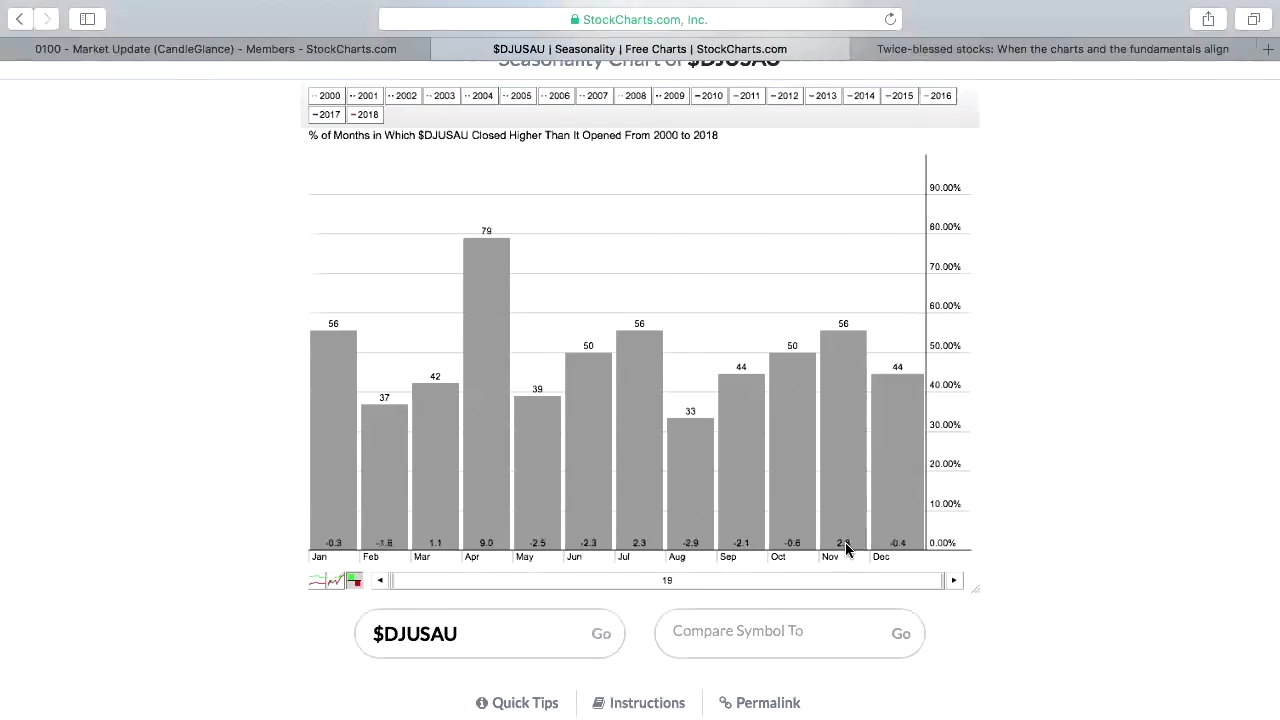 StockCharts.com, Inc.
0100 - Market Update (CandleGlance) - Members - StockCharts.com
$DJUSAU | Seasonality | Free Charts | StockCharts.com
Twice-blessed stocks: When the charts and the fundamentals align
Seasonality Chart of $DJUSAU
2000 2001 2002 2003 2004 2005 2006 2007 2008 2009 2010 2011 2012 2013 2014 2015 2016
2017 2018
% of Months in Which $DJUSAU Closed Higher Than It Opened From 2000 to 2018
90.00%
79
80.00%
70.00%
60.00%
56 56 56
50 50
50.00%
42 44 44
37 39
40.00%
33
30.00%
20.00%
10.00%
-0.3 1.1 9.0 -2.5 -2.3 2.3 -2.9 -2.1 -0.6 -0.4 0.00%
Jan Feb Mar Apr May Jun Jul Aug Sep Oct Nov Dec
19
$DJUSAU Go Compare Symbol To Go
Quick Tips Instructions Permalink